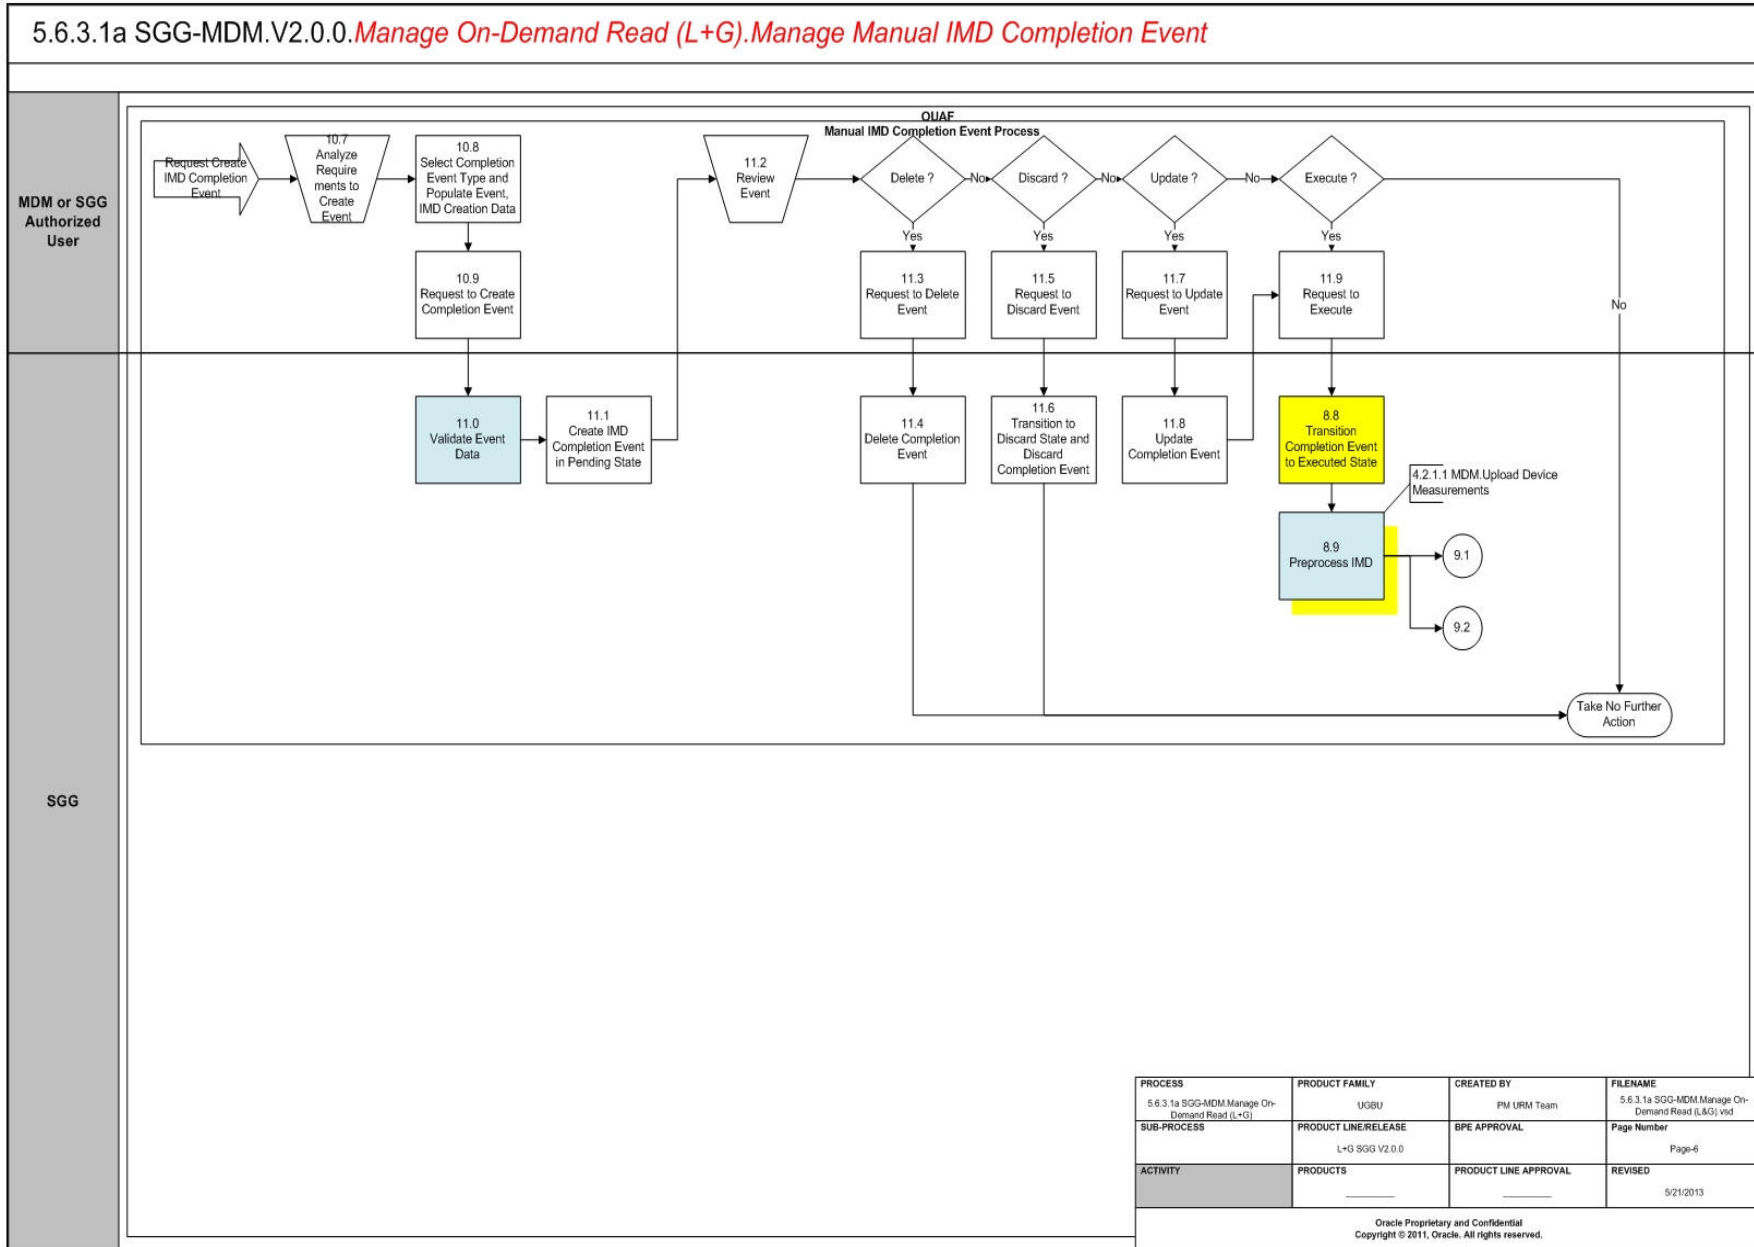 5.6.3.1a SGG-MDM.V2.0.0.Manage On-Demand Read (L+G).Manage Manual IMD Completion Event
OUAF
Manual IMD Completion Event Process
MDM or SGG
Authorized
User
Request Create
IMD Completion
Event
10.7
Analyze
Require
ments to
Create
Event
10.8
Select Completion
Event Type and
Populate Event,
IMD Creation Data
11.2
Review
Event
Delete ?
No
Discard ?
No
Update ?
No
Execute ?
Yes
Yes
Yes
Yes
10.9
Request to Create
Completion Event
11.3
Request to Delete
Event
11.5
Request to
Discard Event
11.7
Request to Update
Event
11.9
Request to
Execute
No
SGG
11.0
Validate Event
Data
11.1
Create IMD
Completion Event
in Pending State
11.4
Delete Completion
Event
11.6
Transition to
Discard State and
Discard
Completion Event
11.8
Update
Completion Event
8.8
Transition
Completion Event
to Executed State
4.2.1.1 MDM.Upload Device
Measurements
8.9
Preprocess IMD
9.1
9.2
Take No Further
Action
PROCESS
5.6.3.1a SGG-MDM.Manage On-
Demand Read (L+G)
PRODUCT FAMILY
UGBU
CREATED BY
PM URM Team
FILENAME
5.6.3.1a SGG-MDM.Manage On-
Demand Read (L&G).vsd
SUB-PROCESS
PRODUCT LINE/RELEASE
L+G SGG V2.0.0
BPE APPROVAL
Page Number
Page-6
ACTIVITY
PRODUCTS
PRODUCT LINE APPROVAL
REVISED
5/21/2013
Oracle Proprietary and Confidential
Copyright © 2011, Oracle. All rights reserved.